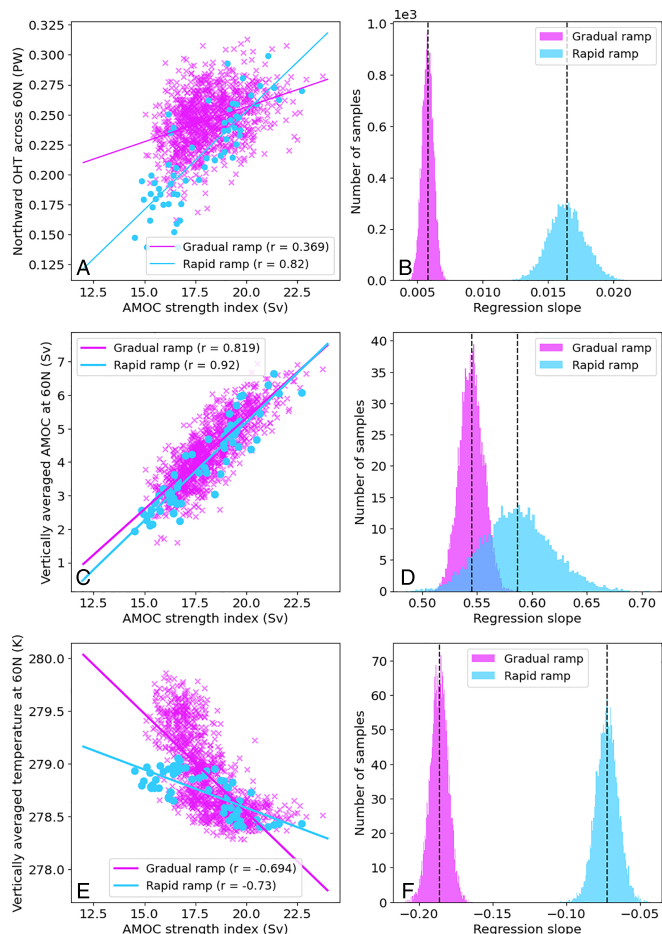 Northward OHT across 60N (PW)
0.325
0.300
0.275
0.250
0.225
0.200
0.175
0.150
0.125
A
Gradual ramp (r = 0.369)
Rapid ramp (r = 0.82)
12.5 15.0 17.5 20.0 22.5
AMOC strength index (Sv)
1e3
Number of samples
1.0
0.8
0.6
0.4
0.2
0.0
B
Gradual ramp
Rapid ramp
0.005 0.010 0.015 0.020
Regression slope
Vertically averaged AMOC at 60N (Sv)
7
6
5
4
3
2
1
C
Gradual ramp (r = 0.819)
Rapid ramp (r = 0.92)
12.5 15.0 17.5 20.0 22.5
AMOC strength index (Sv)
Number of samples
40
35
30
25
20
15
10
5
0
D
Gradual ramp
Rapid ramp
0.50 0.55 0.60 0.65 0.70
Regression slope
Vertically averaged temperature at 60N (K)
280.0
279.5
279.0
278.5
278.0
E
Gradual ramp (r = -0.694)
Rapid ramp (r = -0.73)
12.5 15.0 17.5 20.0 22.5
AMOC strength index (Sv)
Number of samples
70
60
50
40
30
20
10
0
F
Gradual ramp
Rapid ramp
−0.20 −0.15 −0.10 −0.05
Regression slope